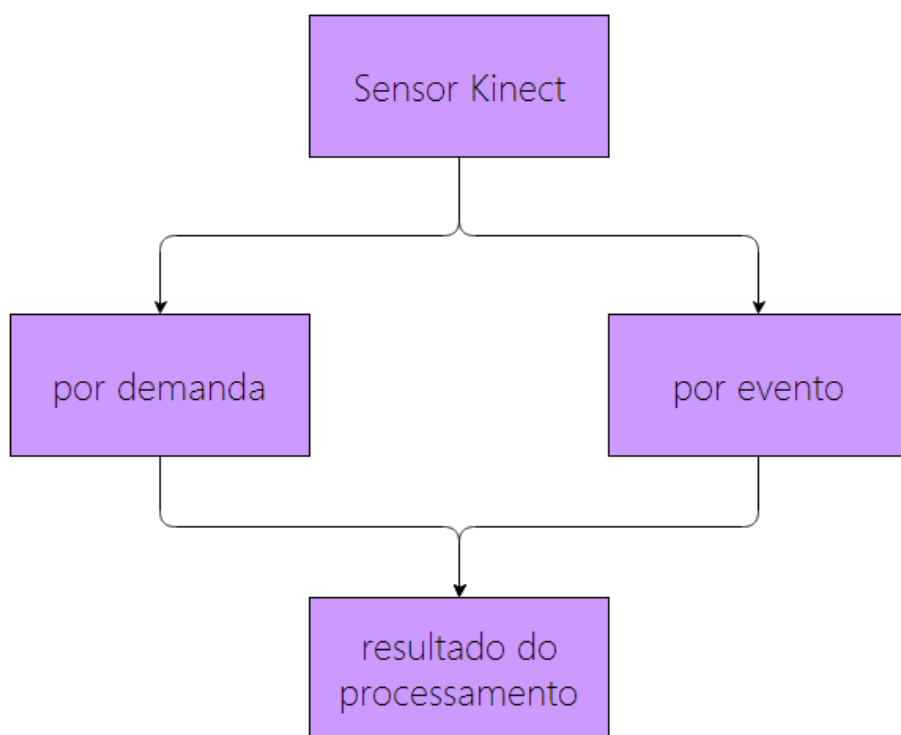 Sensor Kinect
por demanda
por evento
resultado do
processamento